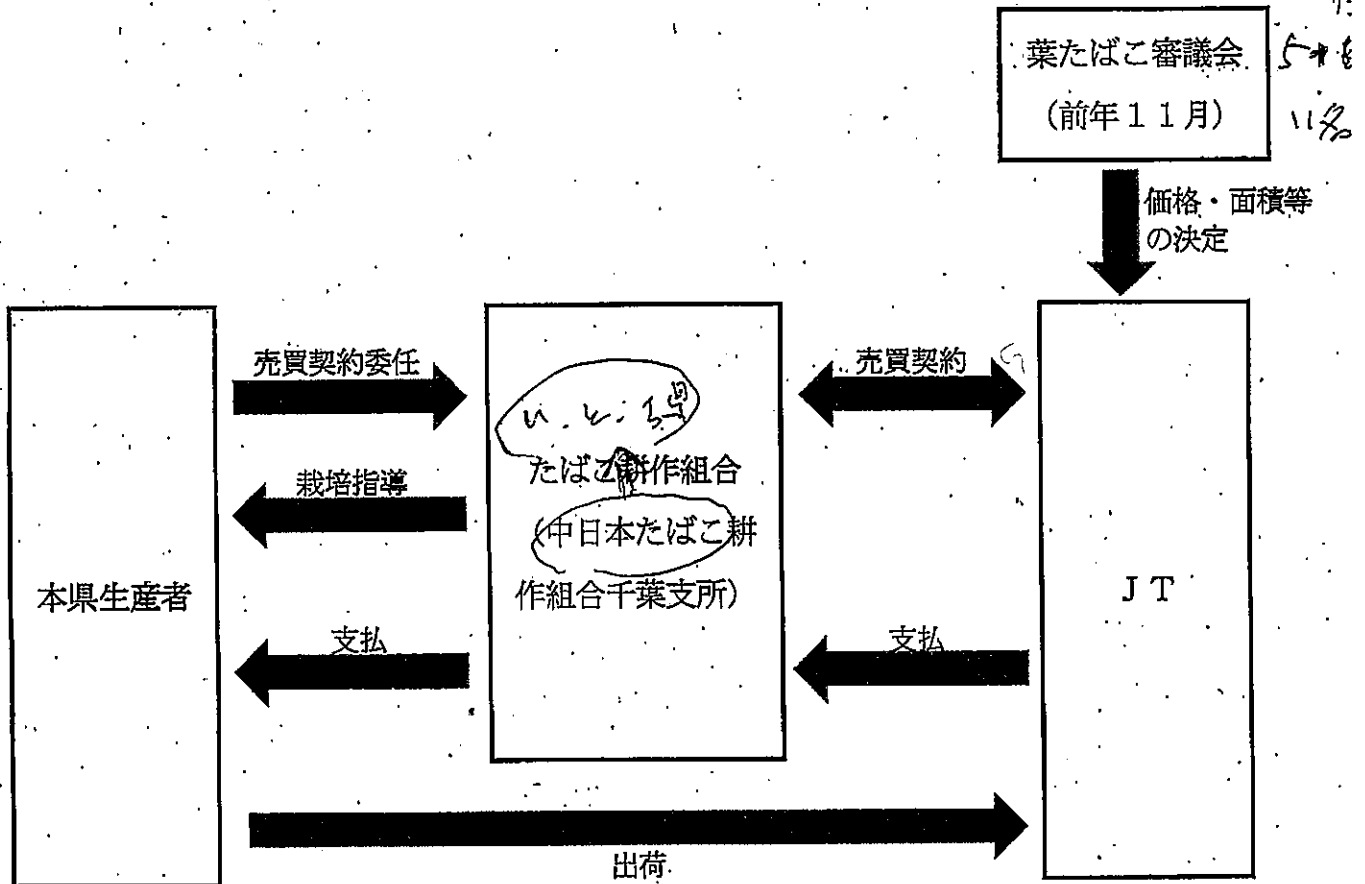 葉たばこ審議会
(前年11月)
11名
価格・面積等
の決定
売買契約委任
売買契約
栽培指導
たばこ耕作組合
(中日本たばこ耕
作組合千葉支所)
本県生産者
JT
支払
支払
出荷